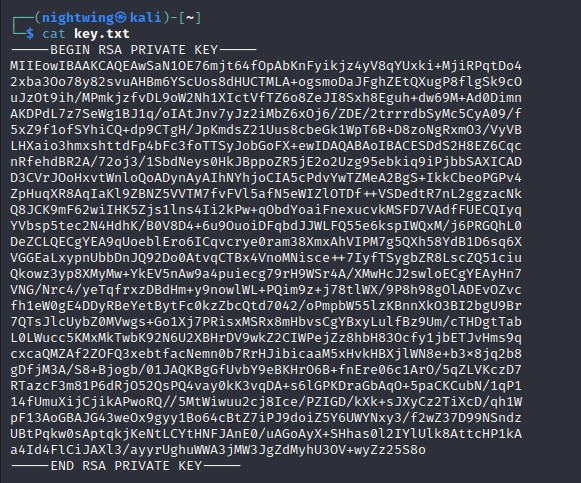 ┌──(nightwing㉿kali)-[~]
└─$ cat key.txt
-----BEGIN RSA PRIVATE KEY-----
MIIEowIBAAKCAQEAwSaN1OE76mjt64fOpAbKnFyikjz4yV8qYUxki+MjiRPqtDo4
2xba3Oo78y82svuAHBm6YScUos8dHUCTMLA+ogsmoDaJFghZEtQXugP8flgSk9cO
uJzOt9ih/MPmkjzfvDL9oW2Nh1XIctVfTZ6o8ZeJI8Sxh8Eguh+dw69M+Ad0Dimn
AKDPdL7z7SeWg1BJ1q/oIAtJnv7yJz2iMbZ6xOj6/ZDE/2trrrdbSyMc5CyA09/f
5xZ9f1ofSYhiCQ+dp9CTgH/JpKmdsZ21Uus8cbeGk1WpT6B+D8zoNgRxmO3/VyVB
LHXaio3hmxshttdFp4bFc3foTTSyJobGoFX+ewIDAQABAoIBACESDdS2H8EZ6Cqc
nRfehdBR2A/72oj3/1SbdNeys0HkJBppoZR5jE2o2Uzg95ebkiq9iPjbbSAXICAD
D3CVrJOoHxvtWnloQoADynAyAIhNYhjoCIA5cPdvYwTZMeA2BgS+IkkCbeoPGPv4
ZpHuqXR8AqIaKl9ZBNZ5VVTM7fvFVl5afN5eWIZlOTDf++VSDedtR7nL2ggzacNk
Q8JCK9mF62wiIHK5Zjs1lns4Ii2kPw+qObdYoaiFnexucvkMSFD7VAdfFUECQIyq
YVbsp5tec2N4HdhK/B0V8D4+6u9OuoiDFqbdJJWLFQ55e6kspIWQxM/j6PRGQhL0
DeZCLQECgYEA9qUoeblEro6ICqvcrye0ram38XmxAhVIPM7g5QXh58YdB1D6sq6X
VGGEaLxypnUbbDnJQ92Do0AtvqCTBx4VnoMNisce++7IyfTSygbZR8LsczQ51ciu
Qkowz3yp8XMyMw+YkEV5nAw9a4puiecg79rH9WSr4A/XMwHcJ2swloECgYEAyHn7
VNG/Nrc4/yeTqfrxzDBdHm+y9nowlWL+PQim9z+j78tlWX/9P8h98gOlADEvOZvc
fh1eW0gE4DDyRBeYetBytFc0kzZbcQtd7042/oPmpbW55lzKBnnXkO3BI2bgU9Br
7QTsJlcUybZ0MVwgs+Go1Xj7PRisxMSRx8mHbvsCgYBxyLulfBz9Um/cTHDgtTab
L0LWucc5KMxMkTwbK92N6U2XBHrDV9wkZ2CIWPejZz8hbH83Ocfy1jbETJvHms9q
cxcaQMZAf2ZOFQ3xebtfacNemn0b7RrHJibicaaM5xHvkHBXjlWN8e+b3×8jq2b8
gDfjM3A/S8+Bjogb/01JAQKBgGfUvbY9eBKHrO6B+fnEre06c1ArO/5qZLVKczD7
RTazcF3m81P6dRjO52QsPQ4vay0kK3vqDA+s6lGPKDraGbAqO+5paCKCubN/1qP1
14fUmuXijCjikAPwoRQ//5MtWiwuu2cj8Ice/PZIGD/kXk+sJXyCz2TiXcD/qh1W
pF13AoGBAJG43weOx9gyy1Bo64cBtZ7iPJ9doiZ5Y6UWYNxy3/f2wZ37D99NSndz
UBtPqkw0sAptqkjKeNtLCYtHNFJAnE0/uAGoAyX+SHhas0l2IYlUlk8AttcHP1kA
a4Id4FlCiJAXl3/ayyrUghuWWA3jMW3JgZdMyhU3OV+wyZz25S8o
-----END RSA PRIVATE KEY-----